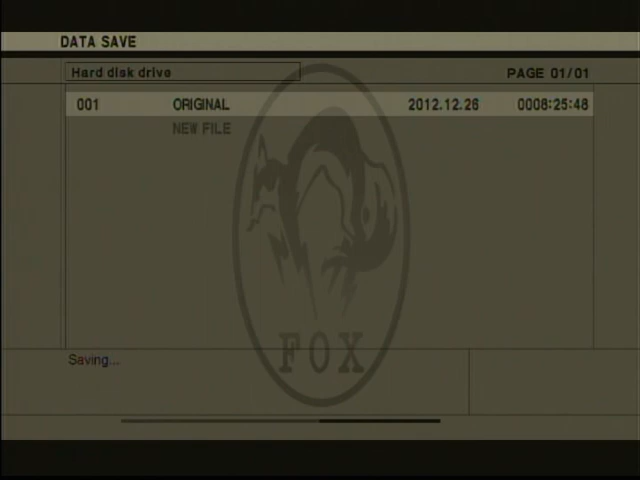 DATA SAVE
Hard disk drive PAGE 01/01
001 ORIGINAL 2012.12.26 0008:25:48
NEW FILE
FOX
Saving...